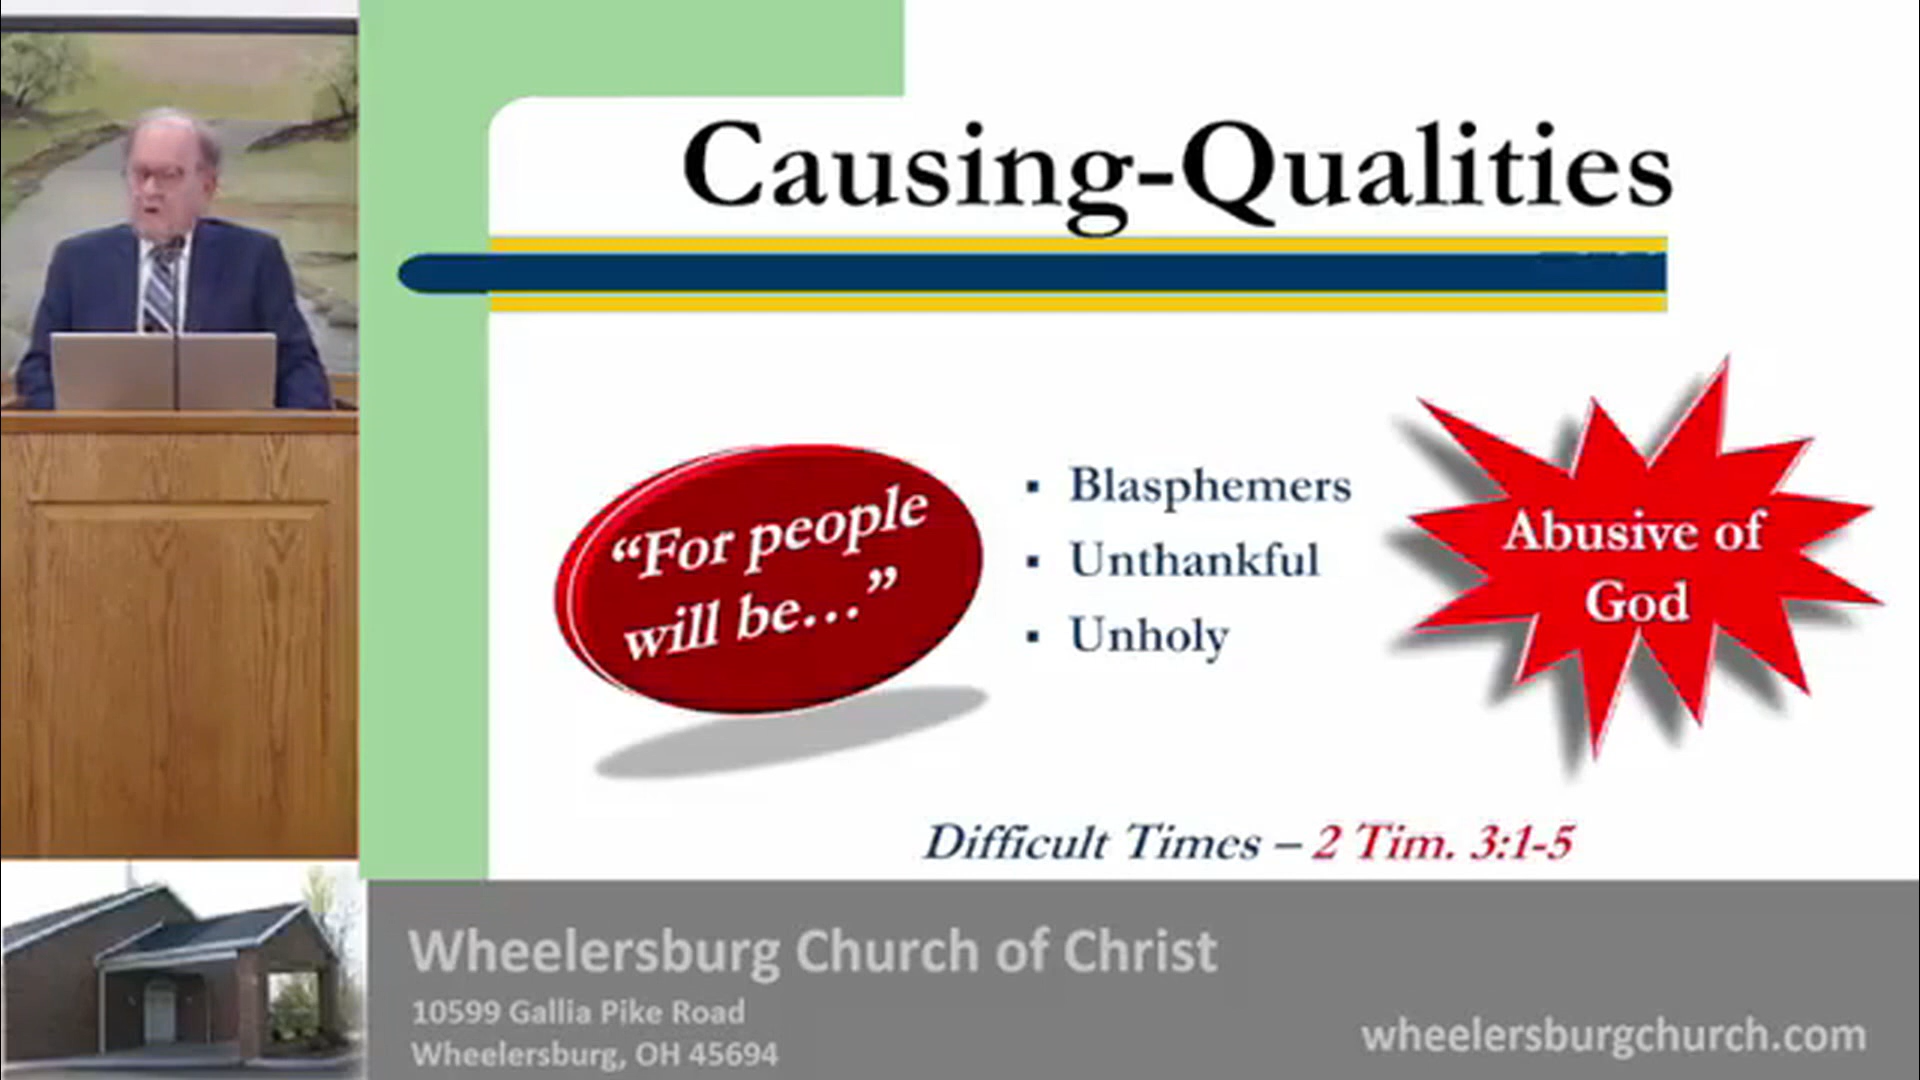 Causing-Qualities
“For people
will be…”
▪ Blasphemers
▪ Unthankful
▪ Unholy
Abusive of
God
Difficult Times – 2 Tim. 3:1-5
Wheelersburg Church of Christ
10599 Gallia Pike Road
Wheelersburg, OH 45694
wheelersburgchurch.com